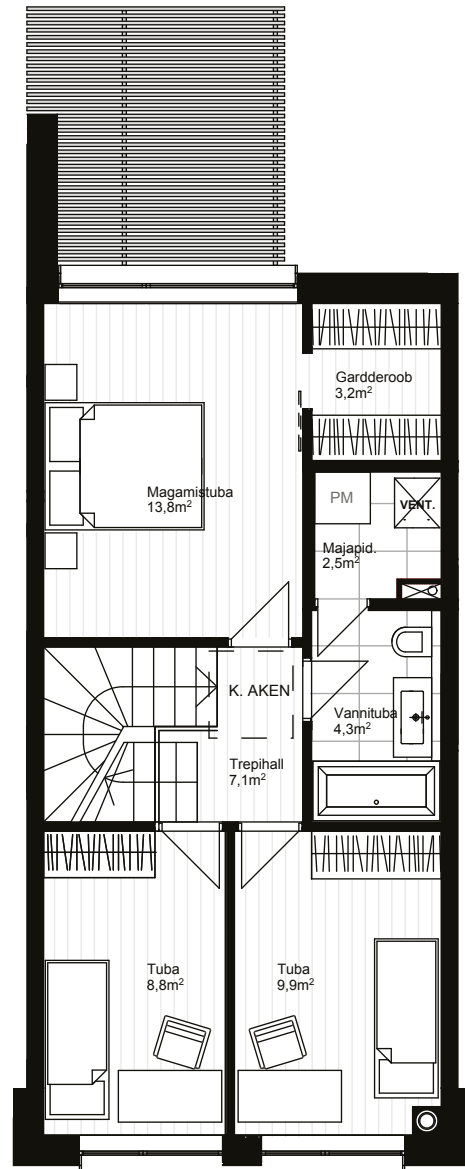 Gardderoob
3,2m²
Magamistuba
13,8m²
PM
VENT.
Majapid.
2,5m²
K. AKEN
Vannituba
4,3m²
Trepihall
7,1m²
Tuba
8,8m²
Tuba
9,9m²